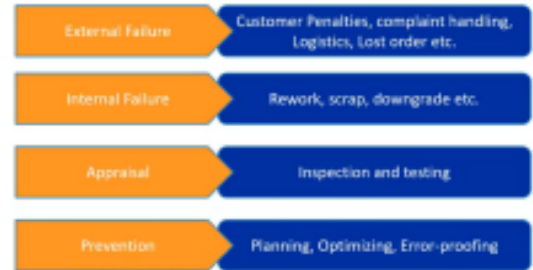 External Failure
Customer Penalties, complaint handling,
Logistics, Lost order etc.
Internal Failure
Rework, scrap, downgrade etc.
Appraisal
Inspection and testing
Prevention
Planning, Optimizing, Error-proofing